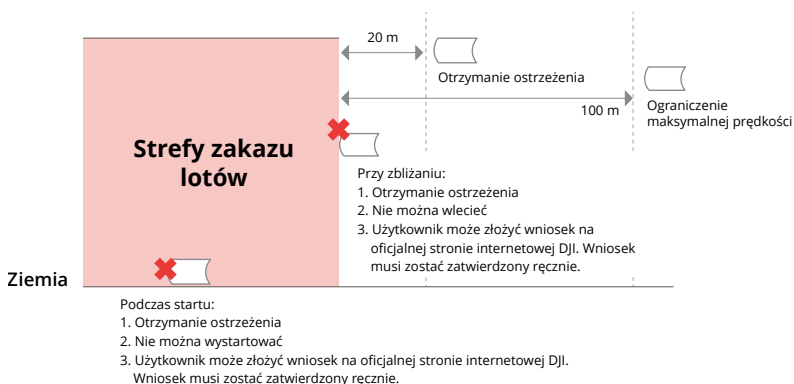 20 m
Otrzymanie ostrzeżenia
100 m
Ograniczenie
maksymalnej prędkości
Strefy zakazu
lotów
Przy zbliżaniu:
1. Otrzymanie ostrzeżenia
2. Nie można wlecieć
3. Użytkownik może złożyć wniosek na
oficjalnej stronie internetowej DJI. Wniosek
musi zostać zatwierdzony ręcznie.
Ziemia
Podczas startu:
1. Otrzymanie ostrzeżenia
2. Nie można wystartować
3. Użytkownik może złożyć wniosek na oficjalnej stronie internetowej DJI.
Wniosek musi zostać zatwierdzony ręcznie.